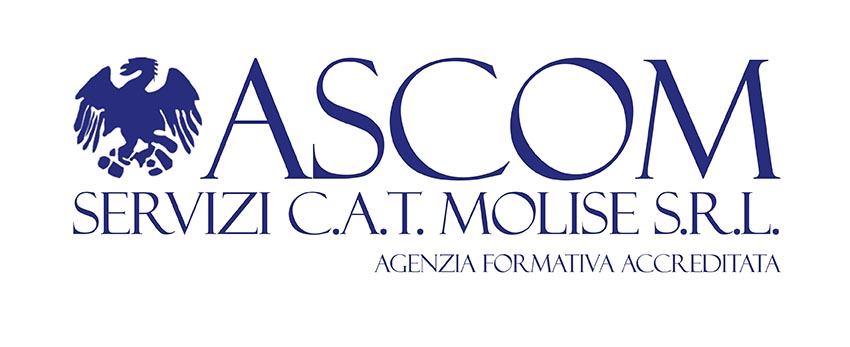 ASCOM
SERVIZI C.A.T. MOLISE S.R.L.
AGENZIA FORMATIVA ACCREDITATA